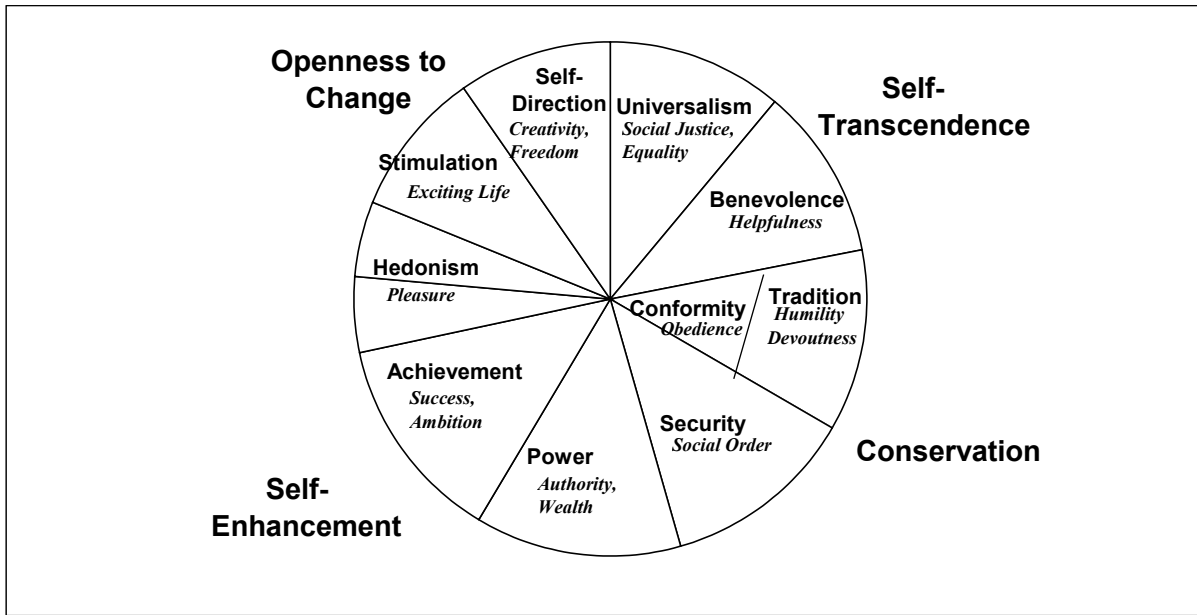 Openness to
Change
Self-
Direction
Creativity,
Freedom
Universalism
Social Justice,
Equality
Self-
Transcendence
Stimulation
Exciting Life
Benevolence
Helpfulness
Hedonism
Pleasure
Conformity
Obedience
Tradition
Humility
Devoutness
Achievement
Success,
Ambition
Security
Social Order
Conservation
Power
Authority,
Wealth
Self-
Enhancement